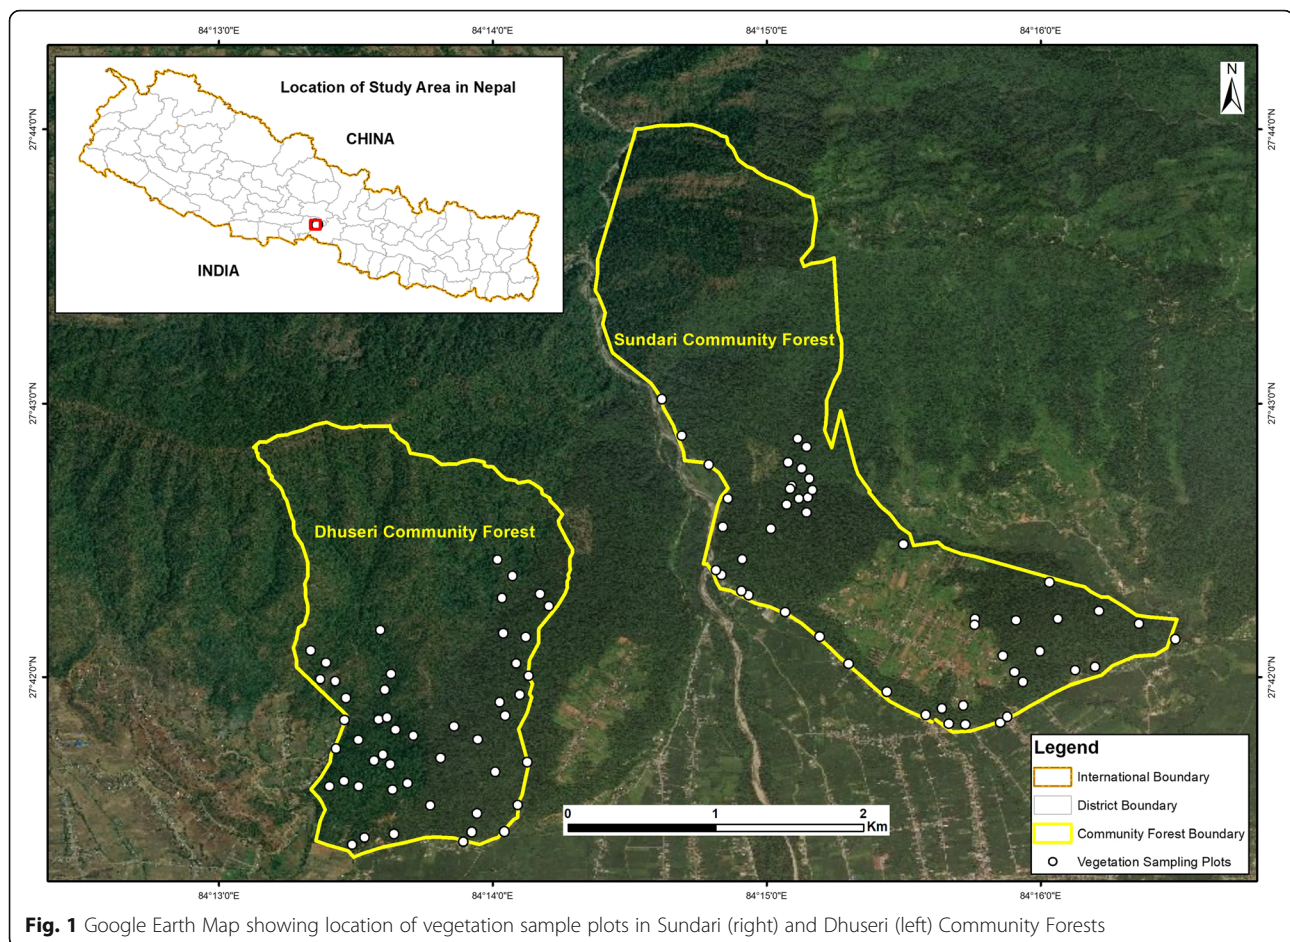 84°13'0"E 84°14'0"E 84°15'0"E 84°16'0"E
Location of Study Area in Nepal
CHINA
INDIA
N
27°44'0"N 27°44'0"N
Sundari Community Forest
27°43'0"N 27°43'0"N
Dhuseri Community Forest
27°42'0"N 27°42'0"N
Legend
International Boundary
District Boundary
Community Forest Boundary
Vegetation Sampling Plots
0 1 2
Km
84°13'0"E 84°14'0"E 84°15'0"E 84°16'0"E
Fig. 1 Google Earth Map showing location of vegetation sample plots in Sundari (right) and Dhuseri (left) Community Forests